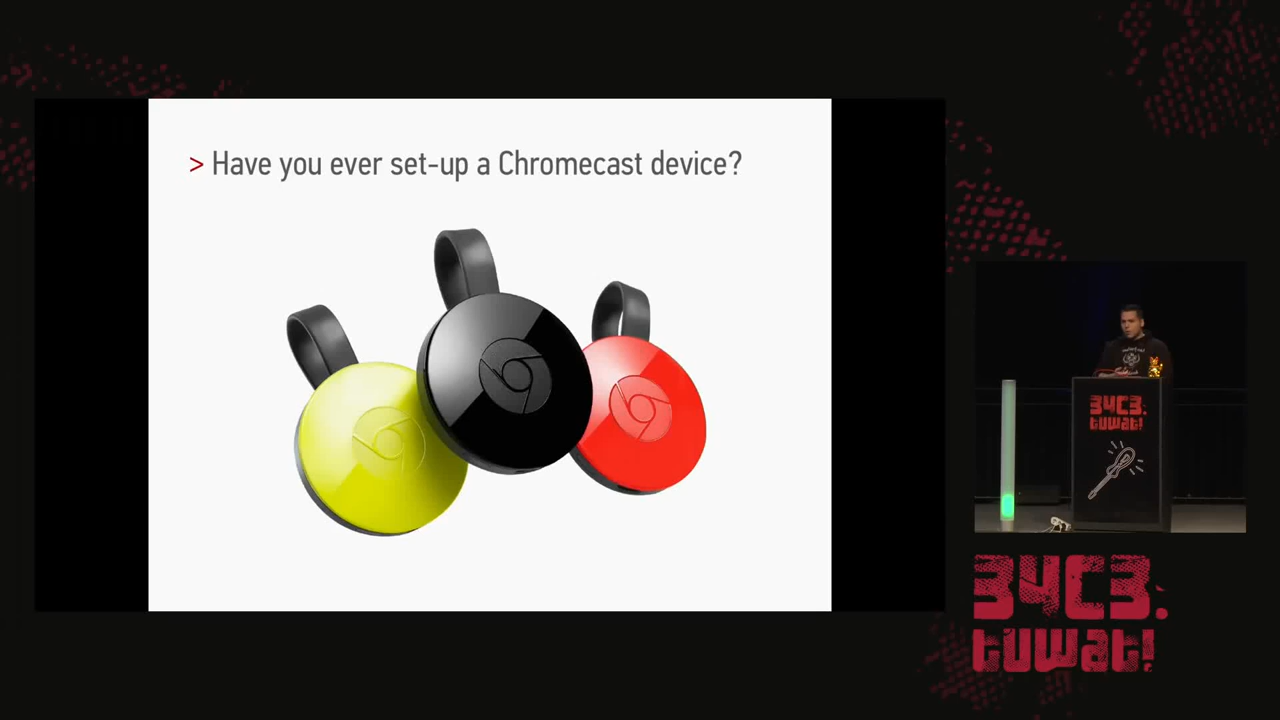 > Have you ever set-up a Chromecast device?
34C3.
tuwat!
34C3.
tuwat!